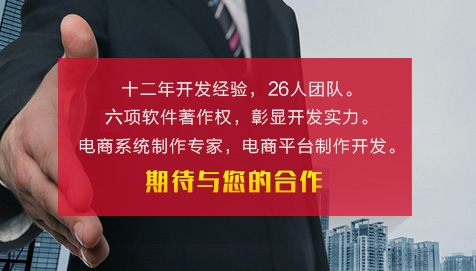 十二年开发经验，26人团队。
六项软件著作权，彰显开发实力。
电商系统制作专家，电商平台制作开发。
期待与您的合作